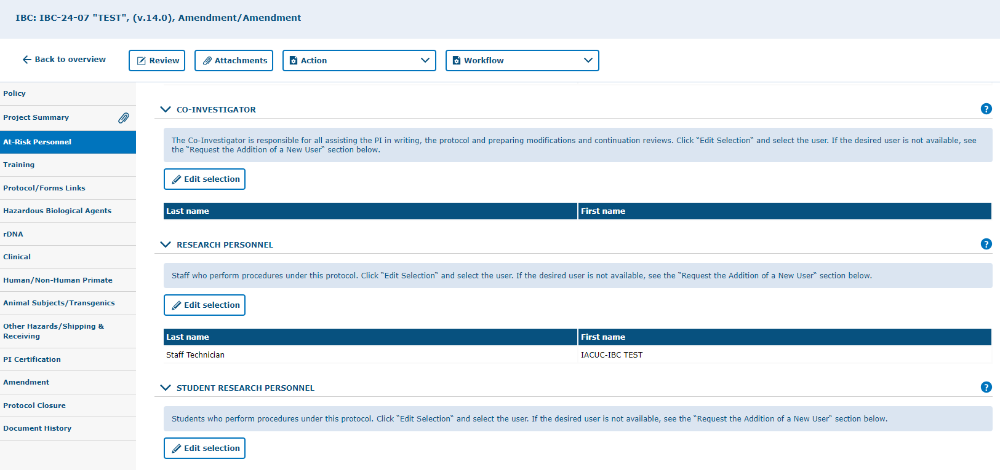 IBC: IBC-24-07 "TEST", (v.14.0), Amendment/Amendment
Back to overview
Review
Attachments
Action
Workflow
Policy
Project Summary
At-Risk Personnel
Training
Protocol/Forms Links
Hazardous Biological Agents
rDNA
Clinical
Human/Non-Human Primate
Animal Subjects/Transgenics
Other Hazards/Shipping &
Receiving
PI Certification
Amendment
Protocol Closure
Document History
CO-INVESTIGATOR
?
The Co-Investigator is responsible for all assisting the PI in writing, the protocol and preparing modifications and continuation reviews. Click “Edit Selection“ and select the user. If the desired user is not available, see
the “Request the Addition of a New User“ section below.
Edit selection
Last name
First name
RESEARCH PERSONNEL
?
Staff who perform procedures under this protocol. Click “Edit Selection“ and select the user. If the desired user is not available, see the “Request the Addition of a New User“ section below.
Edit selection
Last name
First name
Staff Technician
IACUC-IBC TEST
STUDENT RESEARCH PERSONNEL
?
Students who perform procedures under this protocol. Click “Edit Selection“ and select the user. If the desired user is not available, see the “Request the Addition of a New User“ section below.
Edit selection